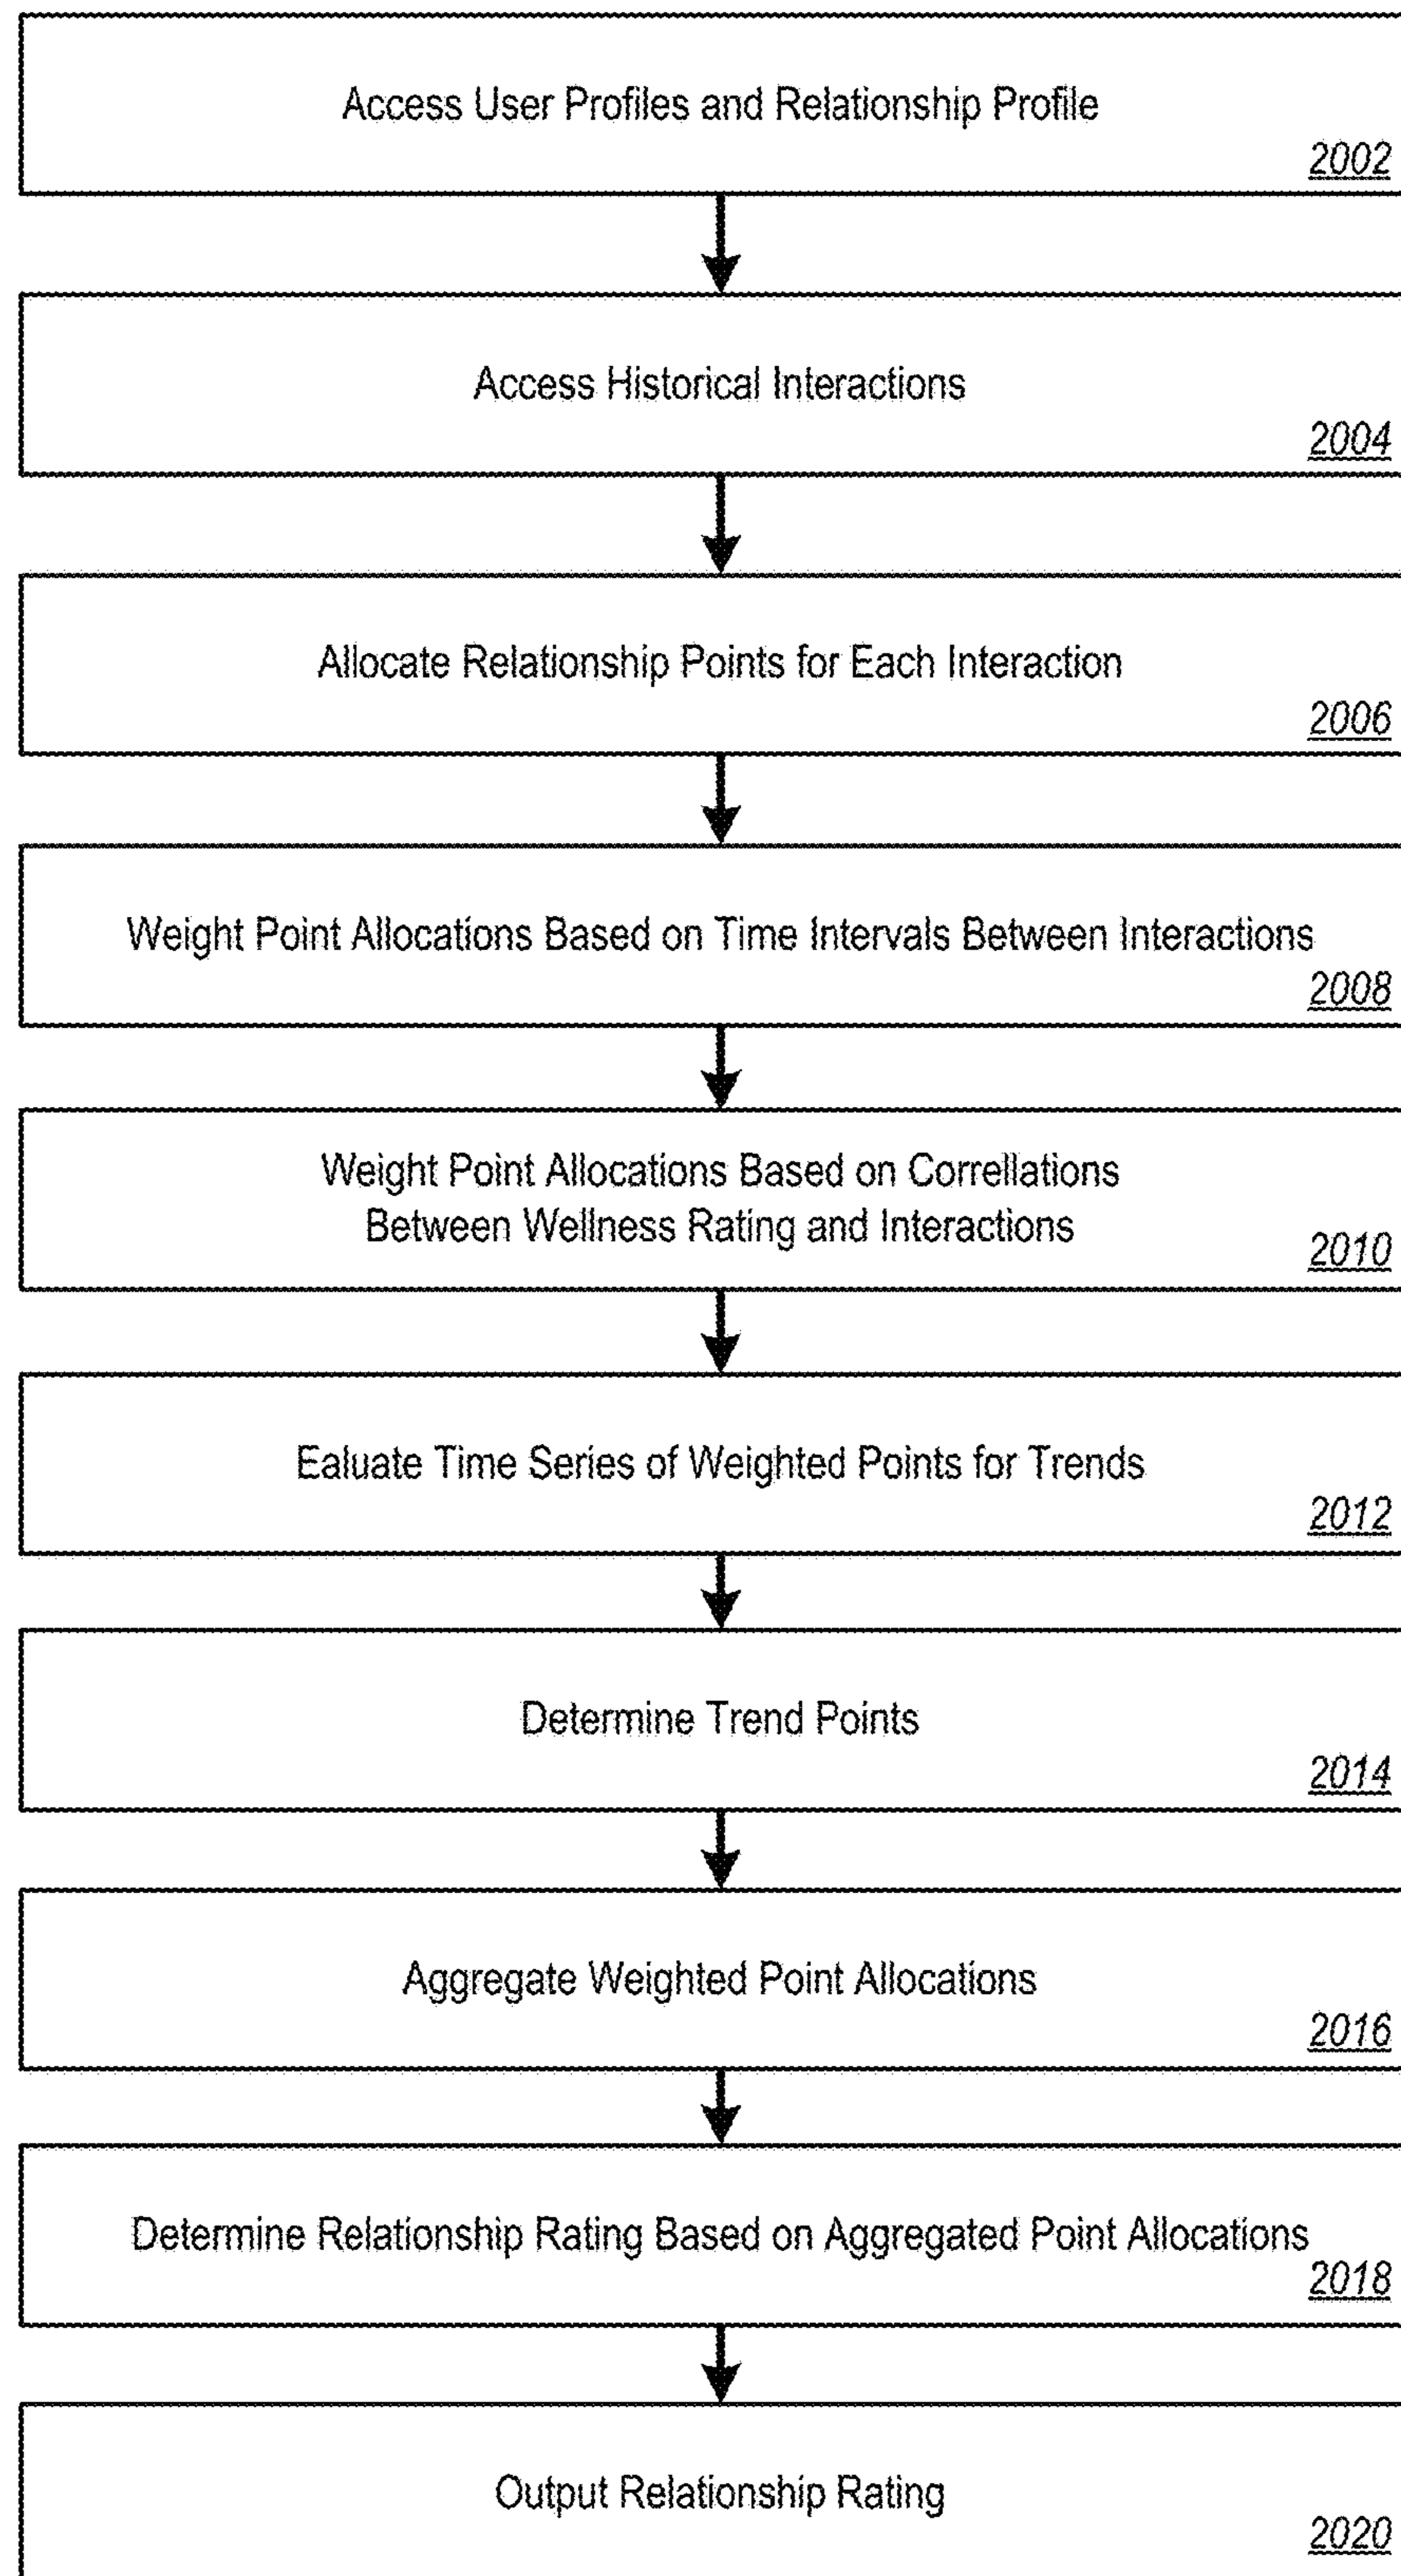 Access User Profiles and Relationship Profile
2002
Access Historical Interactions
2004
Allocate Relationship Points for Each Interaction
2006
Weight Point Allocations Based on Time Intervals Between Interactions
2008
Weight Point Allocations Based on Correllations
Between Wellness Rating and Interactions
2010
Ealuate Time Series of Weighted Points for Trends
2012
Determine Trend Points
2014
Aggregate Weighted Point Allocations
2016
Determine Relationship Rating Based on Aggregated Point Allocations
2018
Output Relationship Rating
2020